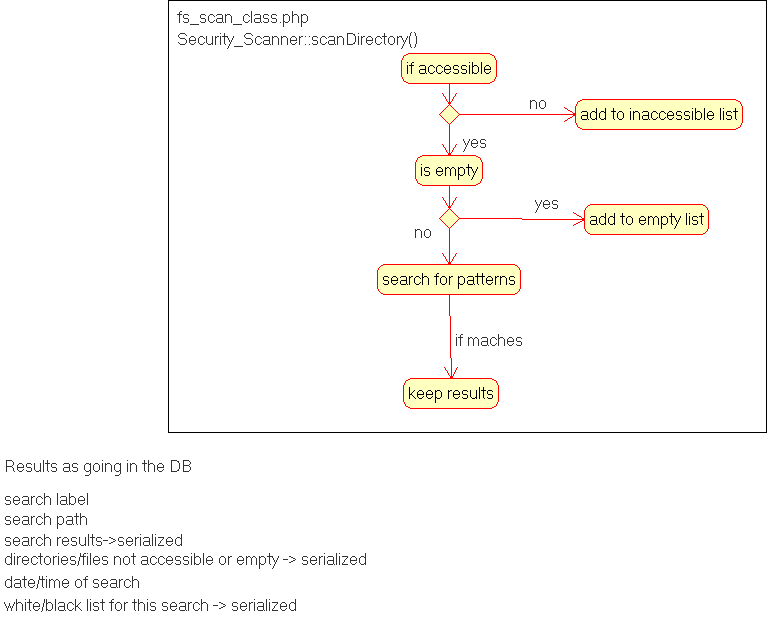 fs_scan_class.php
Security_Scanner::scanDirectory()
if accessible
no
add to inaccessible list
yes
is empty
yes
add to empty list
no
search for patterns
if maches
keep results
Results as going in the DB
search label
search path
search results->serialized
directories/files not accessible or empty -> serialized
date/time of search
white/black list for this search -> serialized